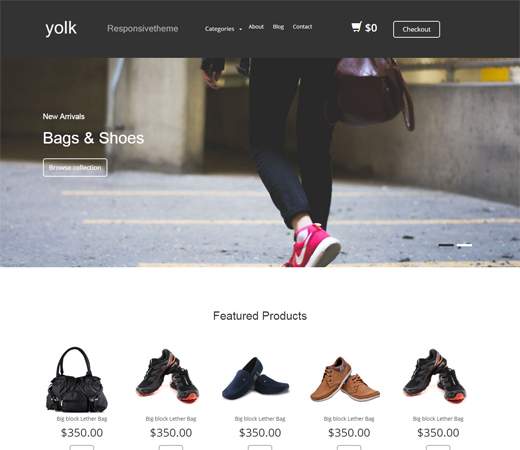 yolk
Responsivetheme
Categories
About
Blog
Contact
$0
Checkout
New Arrivals
Bags & Shoes
Browse collection
Featured Products
Big block Lether Bag
Big block Lether Bag
Big block Lether Bag
Big block Lether Bag
Big block Lether Bag
$350.00
$350.00
$350.00
$350.00
$350.00